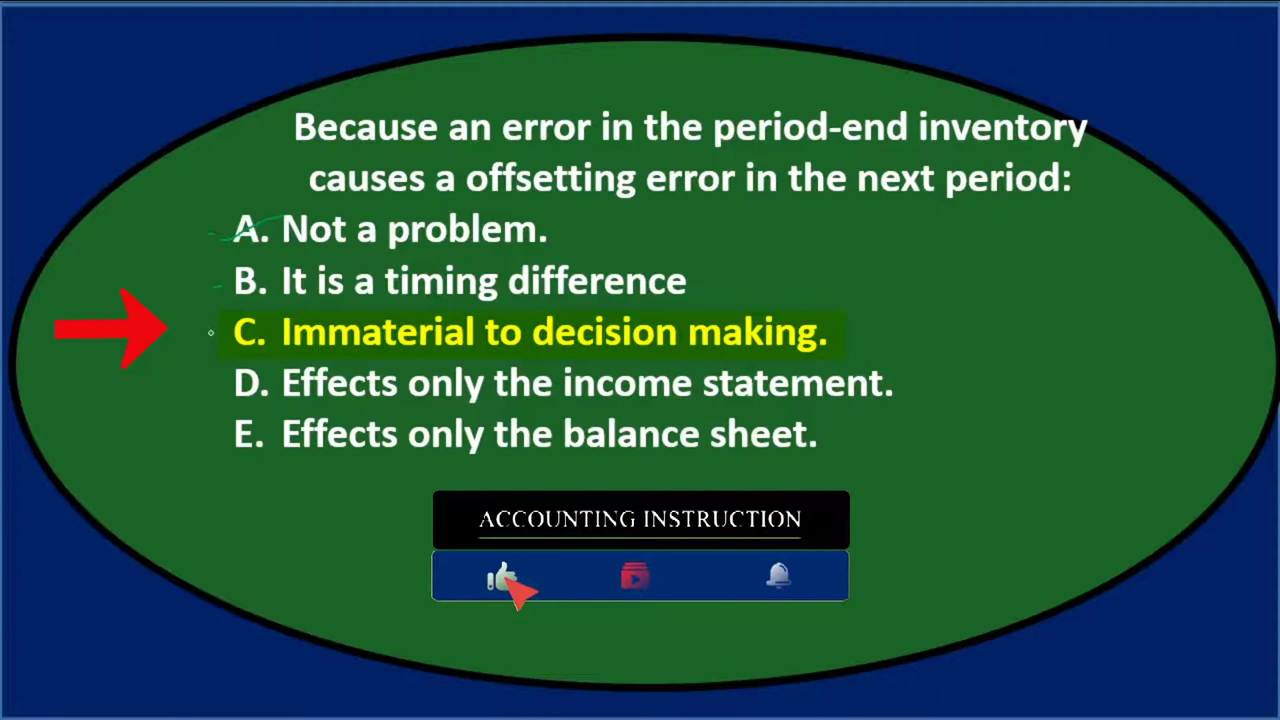 Because an error in the period-end inventory
causes a offsetting error in the next period:
A. Not a problem.
B. It is a timing difference
C. Immaterial to decision making.
D. Effects only the income statement.
E. Effects only the balance sheet.
ACCOUNTING INSTRUCTION